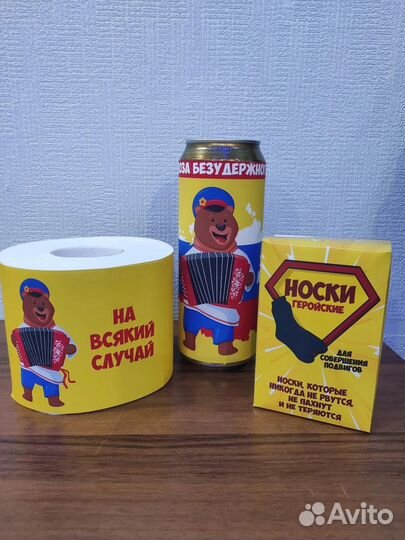 ОЗА БЕЗУДЕРЖНО
НА
ВСЯКИЙ
СЛУЧАЙ
НОСКИ
ГЕРОЙСКИЕ
ДЛЯ
СОВЕРШЕНИЯ
ПОДВИГОВ
НОСКИ, КОТОРЫЕ
НИКОГДА НЕ РВУТСЯ,
НЕ ПАХНУТ
И НЕ ТЕРЯЮТСЯ
Avito